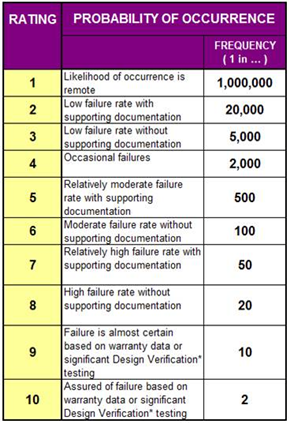 RATING PROBABILITY OF OCCURRENCE
FREQUENCY
( 1 in ... )
1 Likelihood of occurrence is
remote 1,000,000
2 Low failure rate with
supporting documentation 20,000
3 Low failure rate without
supporting documentation 5,000
4 Occasional failures 2,000
5 Relatively moderate failure
rate with supporting
documentation 500
6 Moderate failure rate without
supporting documentation 100
7 Relatively high failure rate with
supporting documentation 50
8 High failure rate without
supporting documentation 20
9 Failure is almost certain
based on warranty data or
significant Design Verification*
testing 10
10 Assured of failure based on
warranty data or significant
Design Verification* testing 2